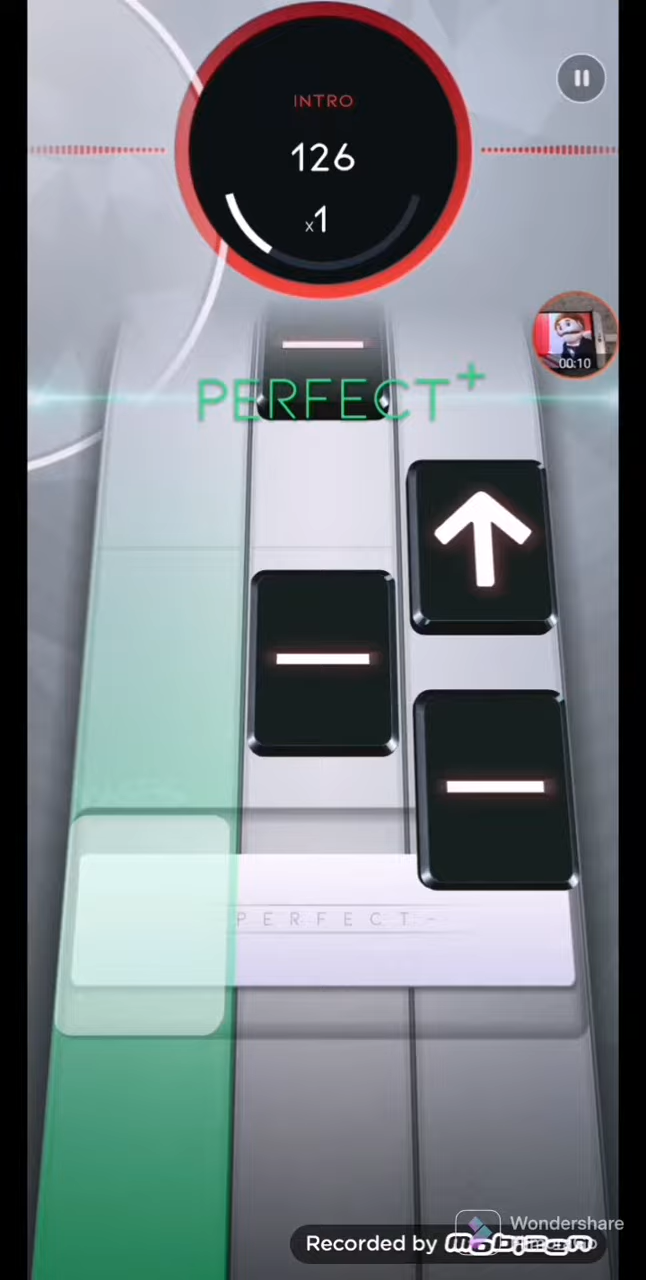 INTRO
126
x1
00:10
PERFECT+
PERFECT-
Wondershare
Recorded by